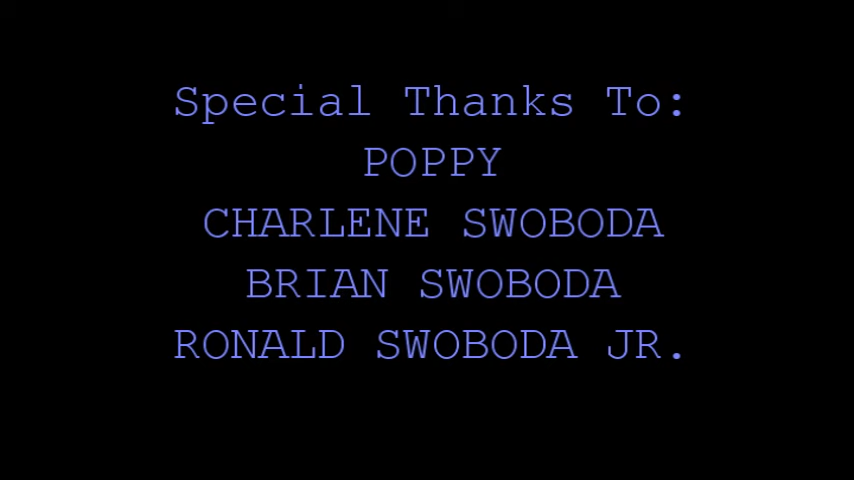 Special Thanks To:
POPPY
CHARLENE SWOBODA
BRIAN SWOBODA
RONALD SWOBODA JR.